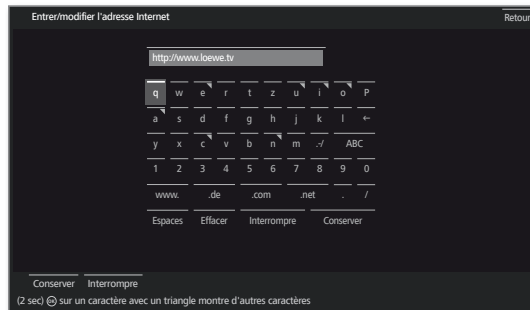 Entrer/modifier l'adresse Internet Retour
http://www.loewe.tv
q w e r t z u i o P
a s d f g h j k l ←
y x c v b n m .-/ ABC
1 2 3 4 5 6 7 8 9 0
www. .de .com .net . /
Espaces Effacer Interrompre Conserver
Conserver Interrompre
(2 sec) OK sur un caractère avec un triangle montre d'autres caractères